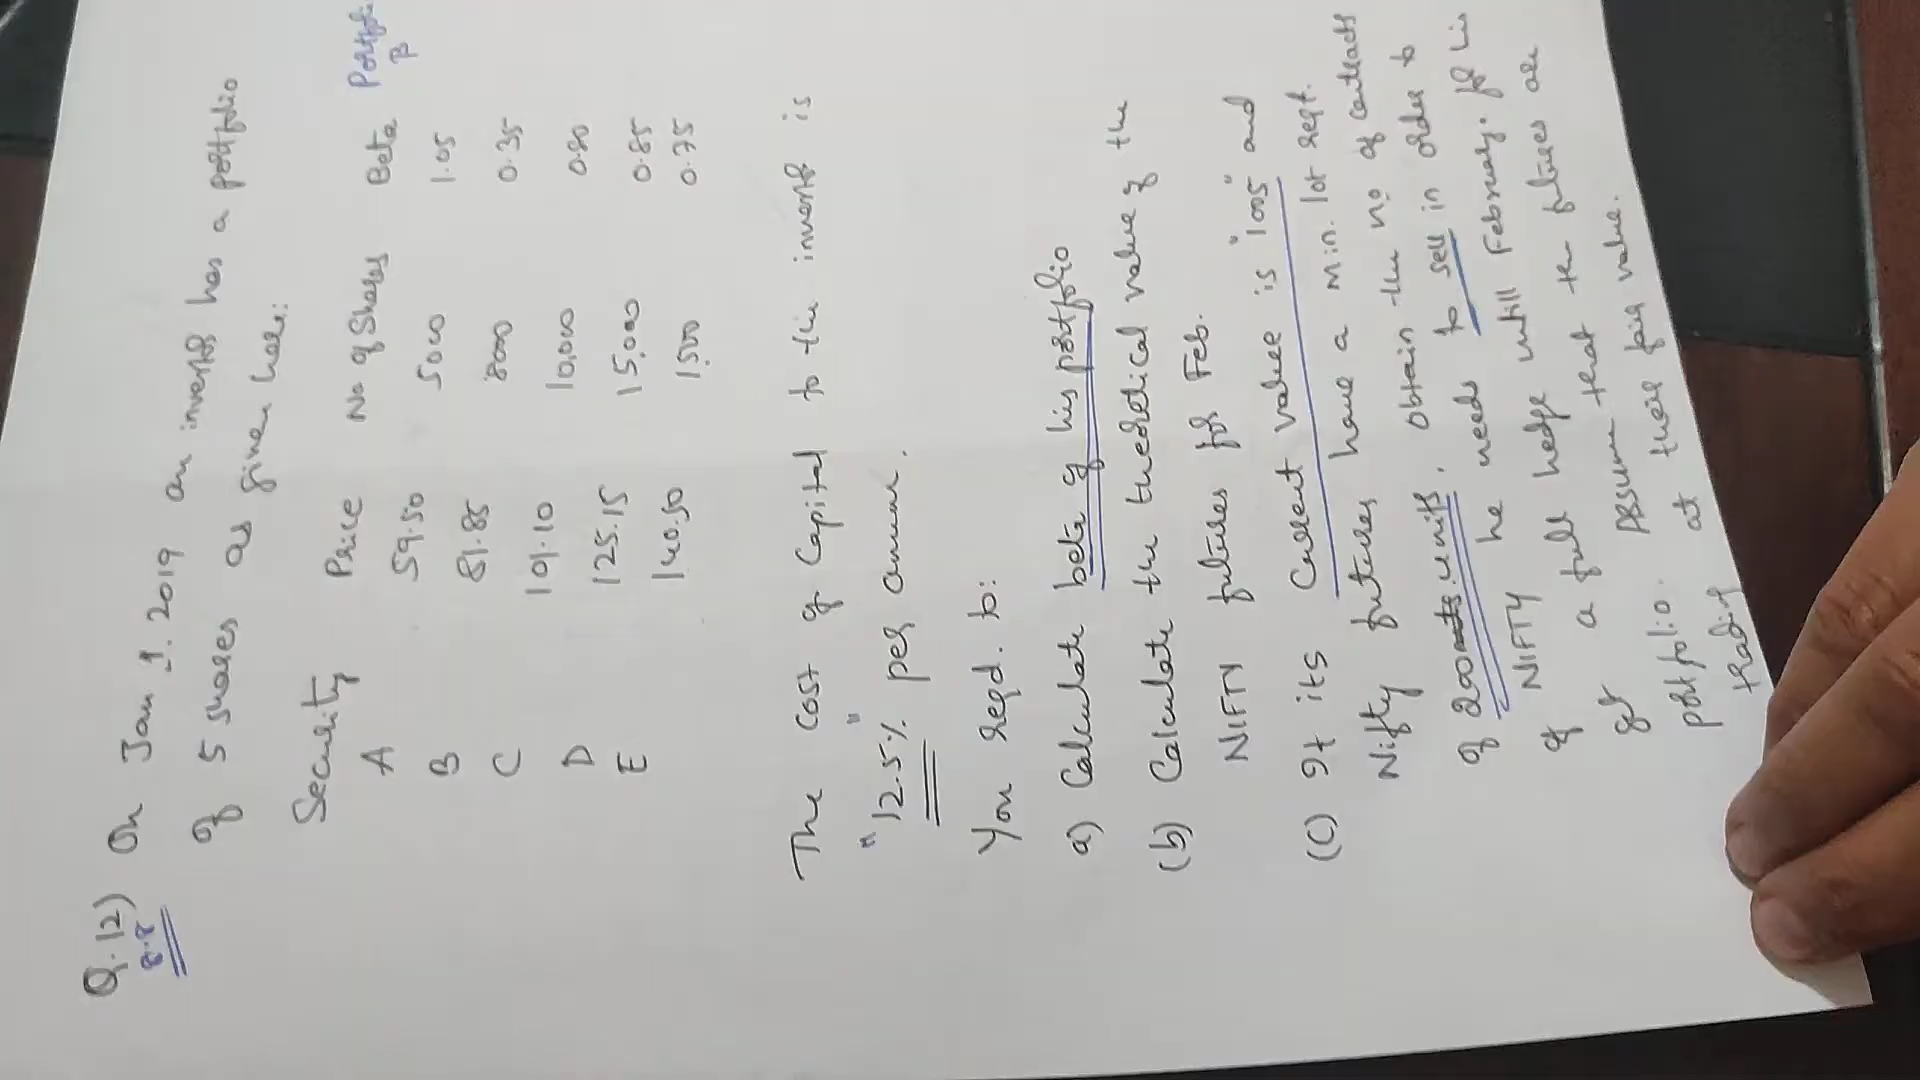 Q.12) On Jan 1. 2019 an investor has a portfolio
8.8
of 5 shares as given here:
Security Price No of Shares Beta Portfolio β
A 59.50 5000 1.05
B 81.85 8000 0.35
C 101.10 10,000 0.80
D 125.15 15,000 0.85
E 140.50 1,500 0.75
The cost of Capital to the investor is
"12.5%" per annum.
You reqd. to:
a) Calculate beta of his portfolio
(b) Calculate the theoretical value of the
NIFTY futures for Feb.
(c) It its Current value is "1005" and
Nifty futures have a min. lot reqt.
of 200 units. Obtain the no of contracts
of NIFTY he needs to sell in order to
get a full hedge untill February. for his
portfolio. Assume that the futures are
trading at their fair value.